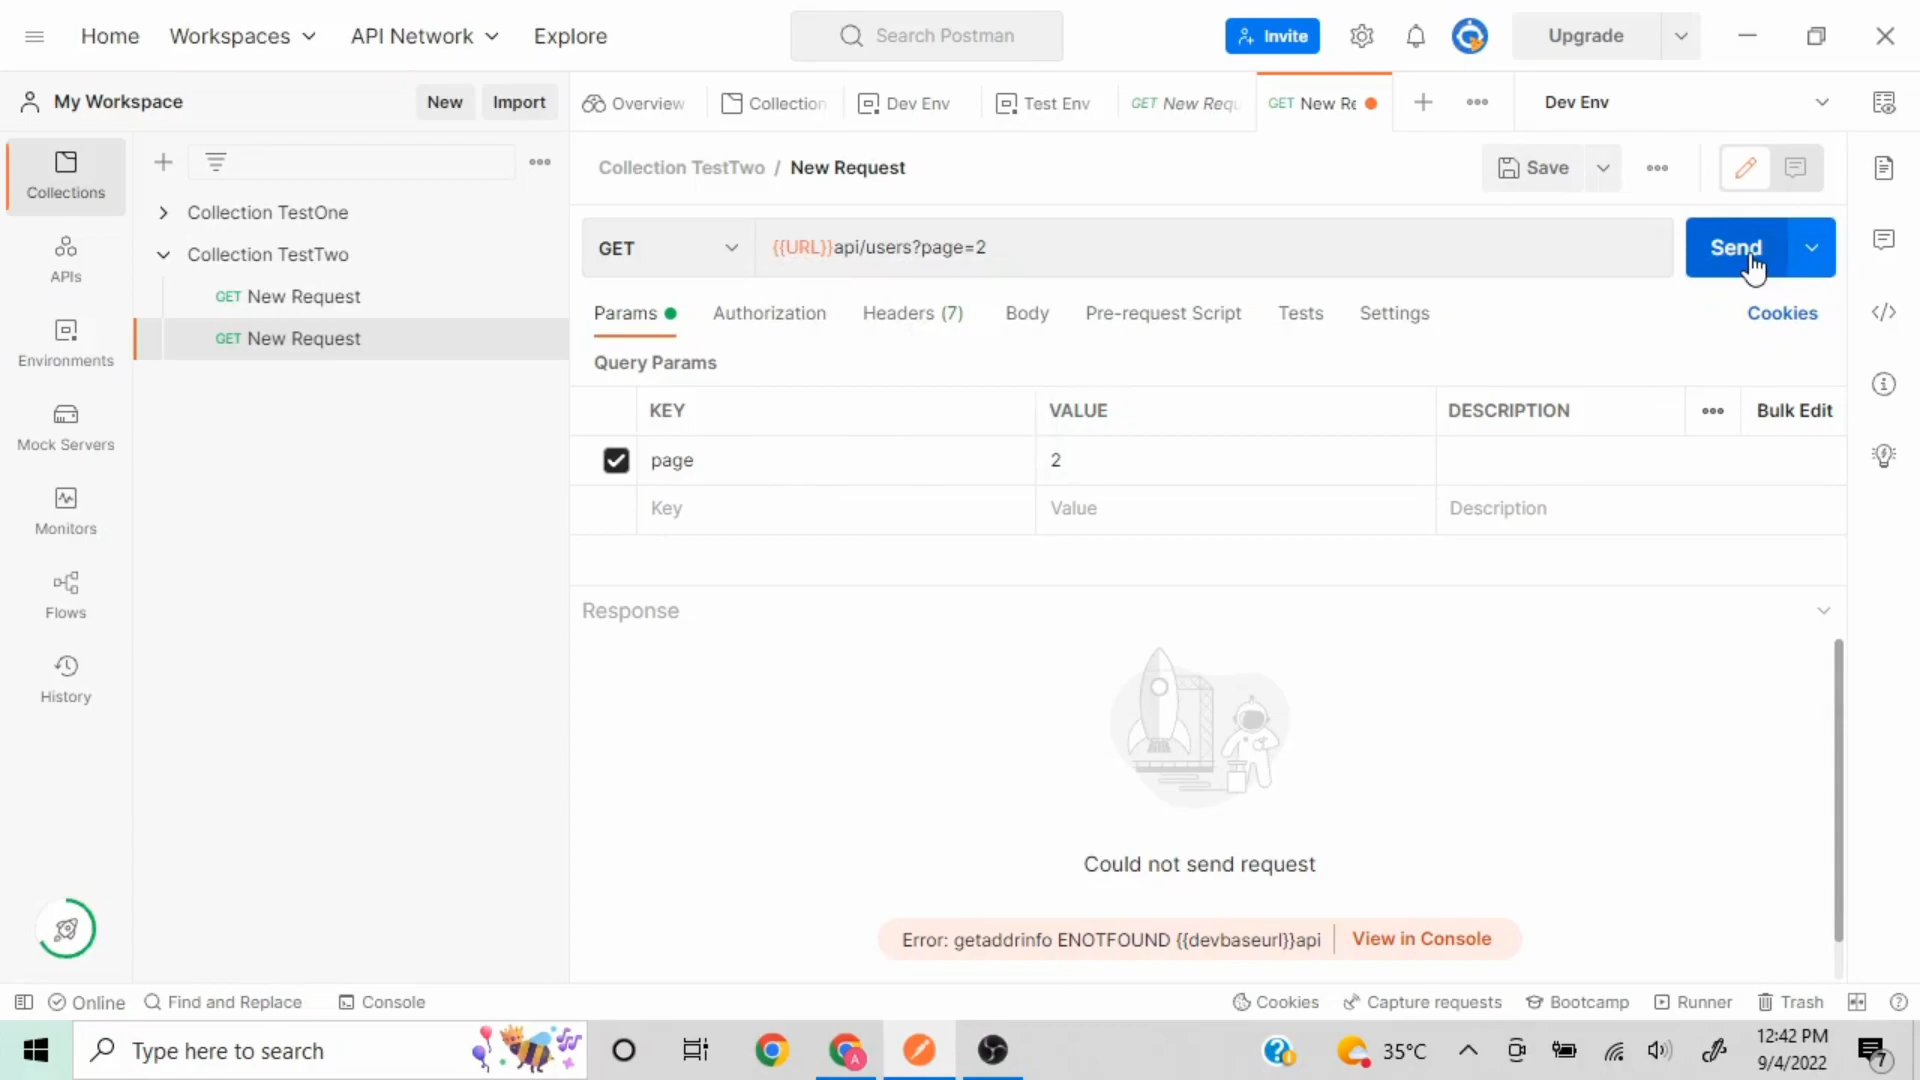 Home
Workspaces
API Network
Explore
Search Postman
Invite
Upgrade
My Workspace
New
Import
Overview
Collection
Dev Env
Test Env
GET New Requ
GET New Re
Dev Env
Collections
Collection TestOne
Collection TestTwo
GET New Request
GET New Request
APIs
Environments
Mock Servers
Monitors
Flows
History
Collection TestTwo / New Request
Save
GET
{{URL}}api/users?page=2
Send
Params
Authorization
Headers (7)
Body
Pre-request Script
Tests
Settings
Cookies
Query Params
KEY
VALUE
DESCRIPTION
Bulk Edit
page
2
Key
Value
Description
Response
Could not send request
Error: getaddrinfo ENOTFOUND {{devbaseurl}}api
View in Console
Online
Find and Replace
Console
Cookies
Capture requests
Bootcamp
Runner
Trash
Type here to search
A
35°C
12:42 PM
9/4/2022
7